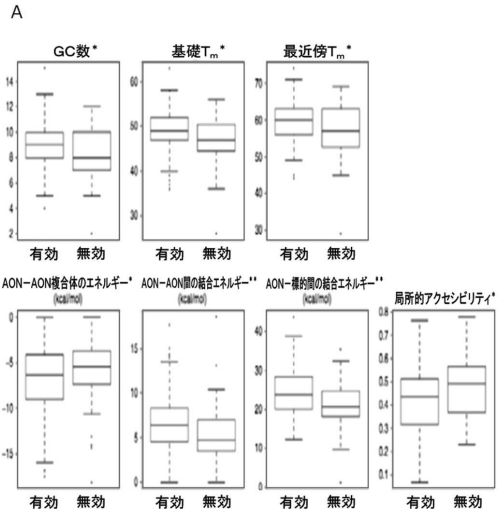 A
GC数*
基礎Tm*
最近傍Tm*
14
12
10
8
6
4
2
60
50
40
30
70
60
50
40
30
有効 無効
有効 無効
有効 無効
AON－AON複合体のエネルギー*
(kcal/mol)
AON－AON間の結合エネルギー**
(kcal/mol)
AON－標的間の結合エネルギー**
(kcal/mol)
局所的アクセシビリティ*
0
-5
-10
-15
15
10
5
0
40
30
20
10
0
0.8
0.7
0.6
0.5
0.4
0.3
0.2
0.1
有効 無効
有効 無効
有効 無効
有効 無効